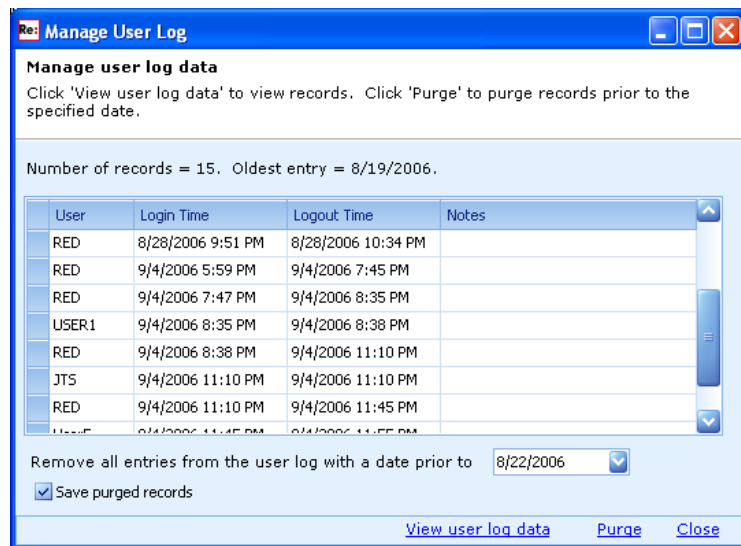 Re: Manage User Log
Manage user log data
Click 'View user log data' to view records.  Click 'Purge' to purge records prior to the
specified date.
Number of records = 15.  Oldest entry = 8/19/2006.
User Login Time Logout Time Notes
RED 8/28/2006 9:51 PM 8/28/2006 10:34 PM
RED 9/4/2006 5:59 PM 9/4/2006 7:45 PM
RED 9/4/2006 7:47 PM 9/4/2006 8:35 PM
USER1 9/4/2006 8:35 PM 9/4/2006 8:38 PM
RED 9/4/2006 8:38 PM 9/4/2006 11:10 PM
JTS 9/4/2006 11:10 PM 9/4/2006 11:10 PM
RED 9/4/2006 11:10 PM 9/4/2006 11:45 PM
Remove all entries from the user log with a date prior to 8/22/2006
Save purged records
View user log data Purge Close